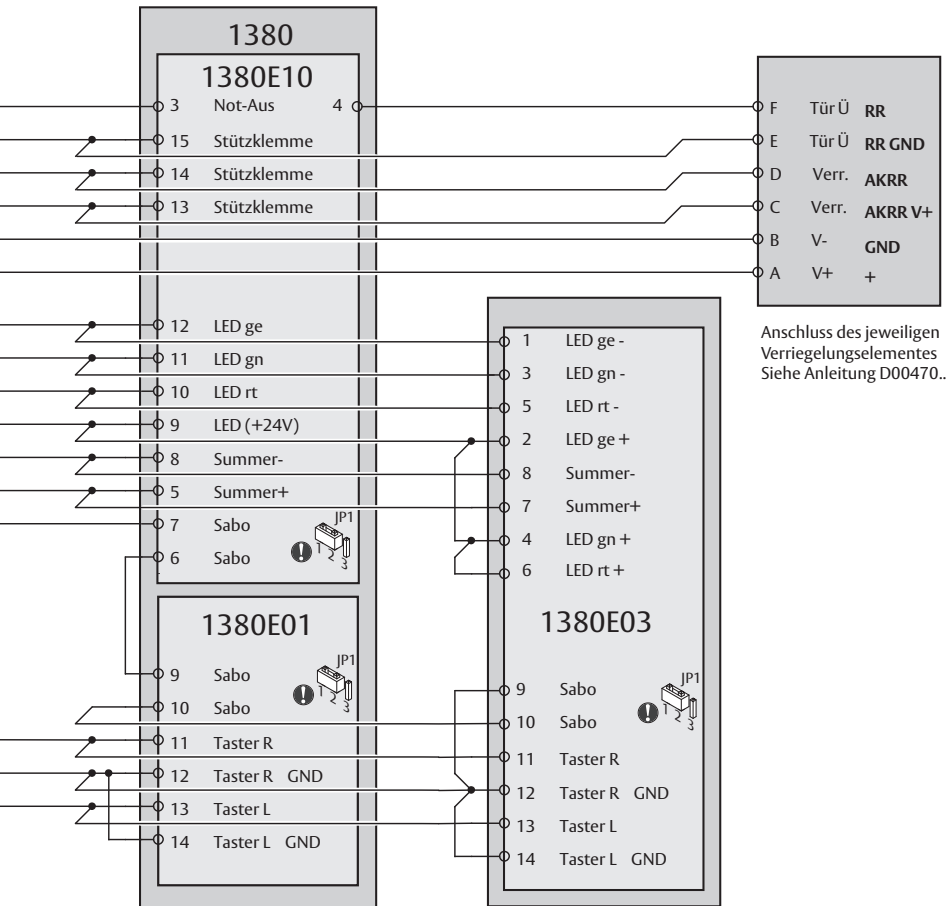 1380
1380E10
3 Not-Aus 4
15 Stützklemme
14 Stützklemme
13 Stützklemme
12 LED ge
11 LED gn
10 LED rt
9 LED (+24V)
8 Summer-
5 Summer+
7 Sabo
6 Sabo
JP1
1 2 3
1380E01
9 Sabo
10 Sabo
JP1
1 2 3
11 Taster R
12 Taster R GND
13 Taster L
14 Taster L GND
1 LED ge -
3 LED gn -
5 LED rt -
2 LED ge +
8 Summer-
7 Summer+
4 LED gn +
6 LED rt +
1380E03
9 Sabo
10 Sabo
JP1
1 2 3
11 Taster R
12 Taster R GND
13 Taster L
14 Taster L GND
F Tür Ü RR
E Tür Ü RR GND
D Verr. AKRR
C Verr. AKRR V+
B V- GND
A V+ +
Anschluss des jeweiligen
Verriegelungselementes
Siehe Anleitung D00470..